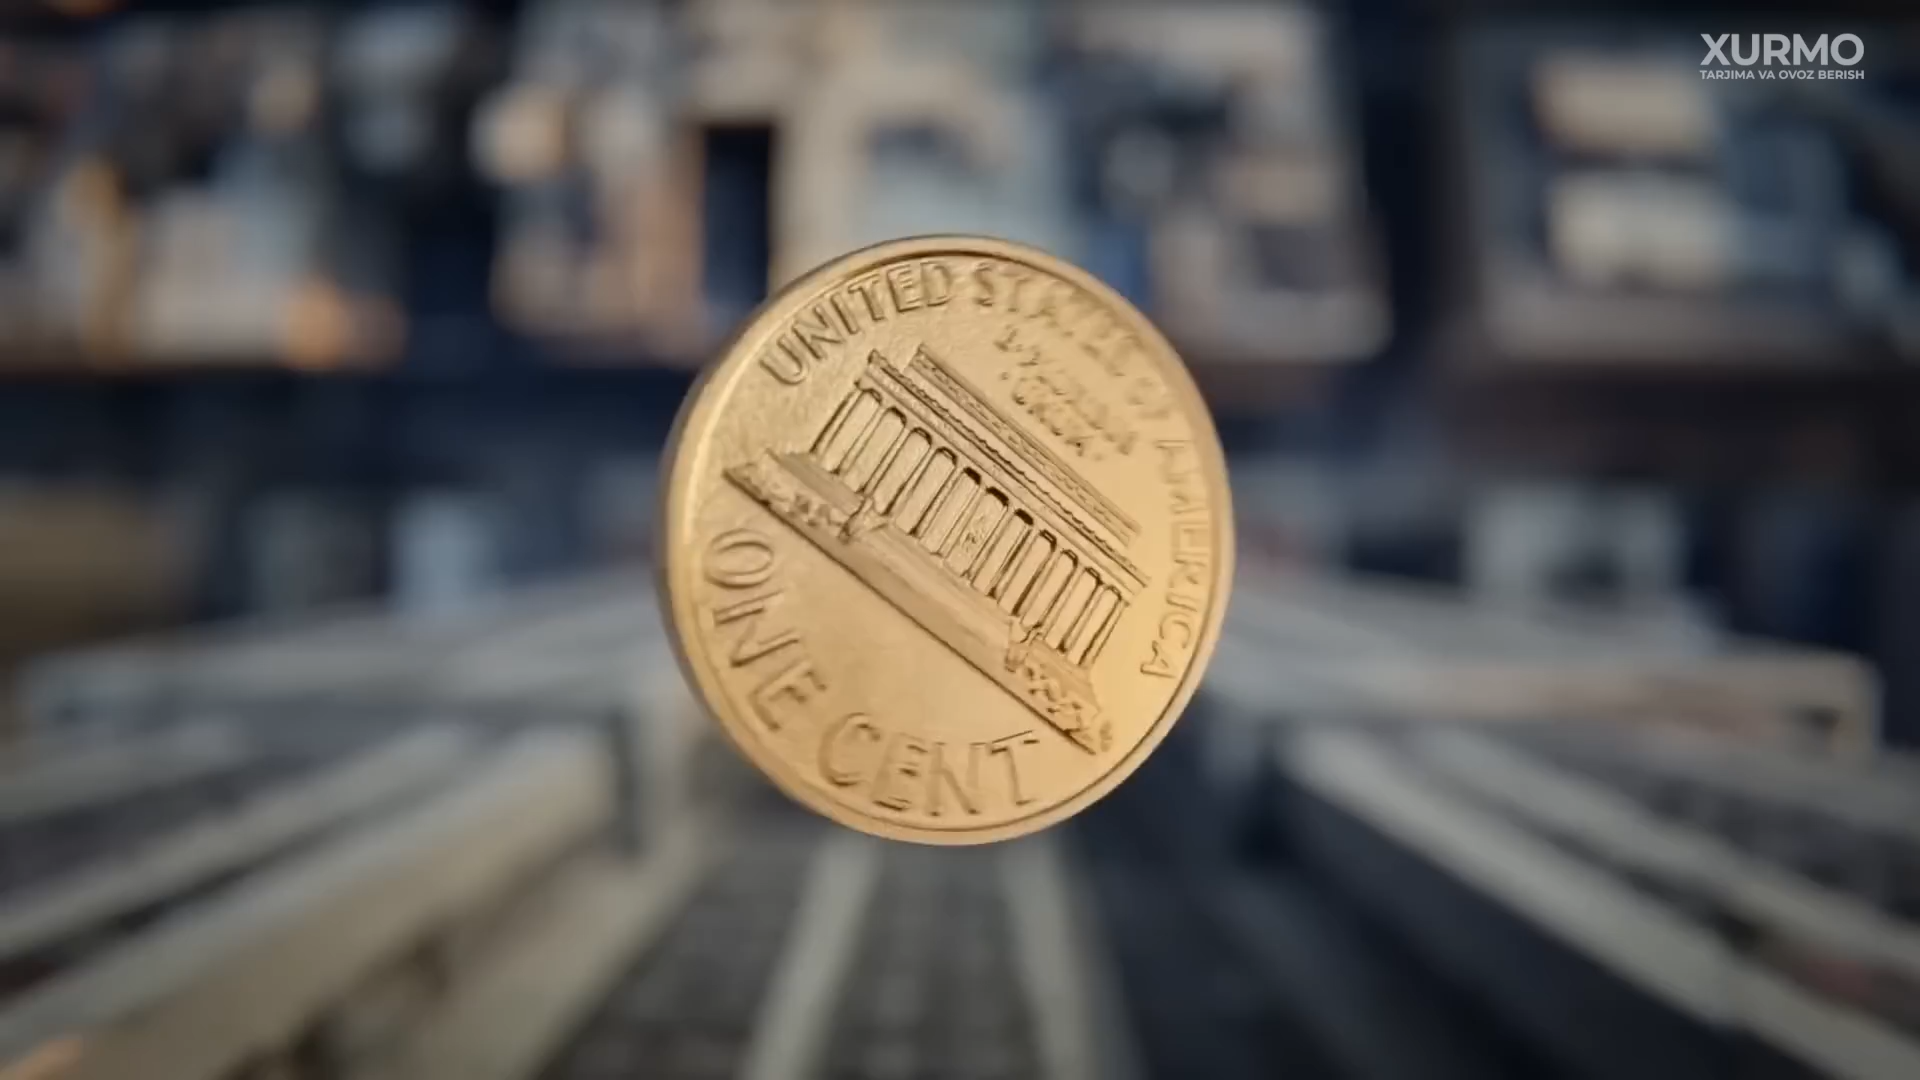 XURMO
TARJIMA VA OVOZ BERISH
UNITED STATES OF AMERICA
ONE CENT